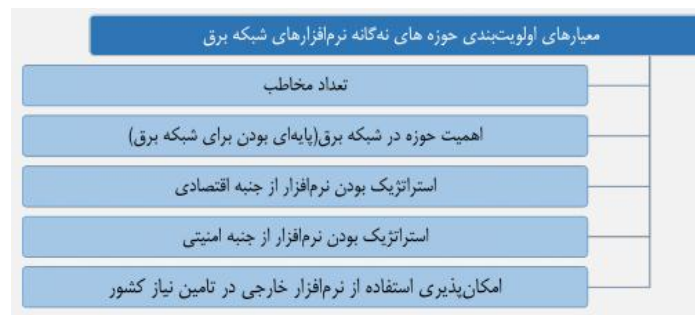 معیارهای اولویت‌بندی حوزه های نه‌گانه نرم‌افزارهای شبکه برق
تعداد مخاطب
اهمیت حوزه در شبکه برق(پایه‌ای بودن برای شبکه برق)
استراتژیک بودن نرم‌افزار از جنبه اقتصادی
استراتژیک بودن نرم‌افزار از جنبه امنیتی
امکان‌پذیری استفاده از نرم‌افزار خارجی در تامین نیاز کشور